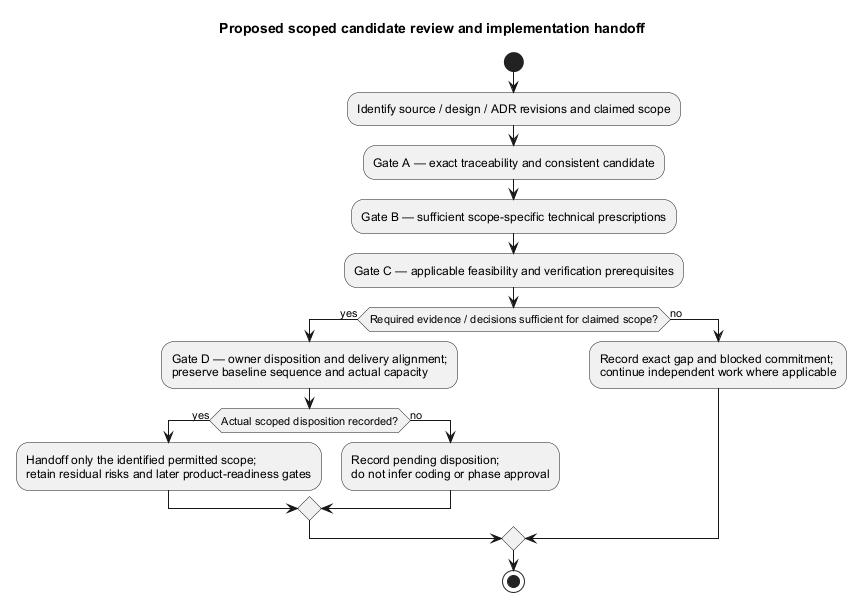 Proposed scoped candidate review and implementation handoff
Identify source / design / ADR revisions and claimed scope
Gate A — exact traceability and consistent candidate
Gate B — sufficient scope-specific technical prescriptions
Gate C — applicable feasibility and verification prerequisites
yes
Required evidence / decisions sufficient for claimed scope?
no
Gate D — owner disposition and delivery alignment;
preserve baseline sequence and actual capacity
Record exact gap and blocked commitment;
continue independent work where applicable
yes
Actual scoped disposition recorded?
no
Handoff only the identified permitted scope;
retain residual risks and later product-readiness gates
Record pending disposition;
do not infer coding or phase approval